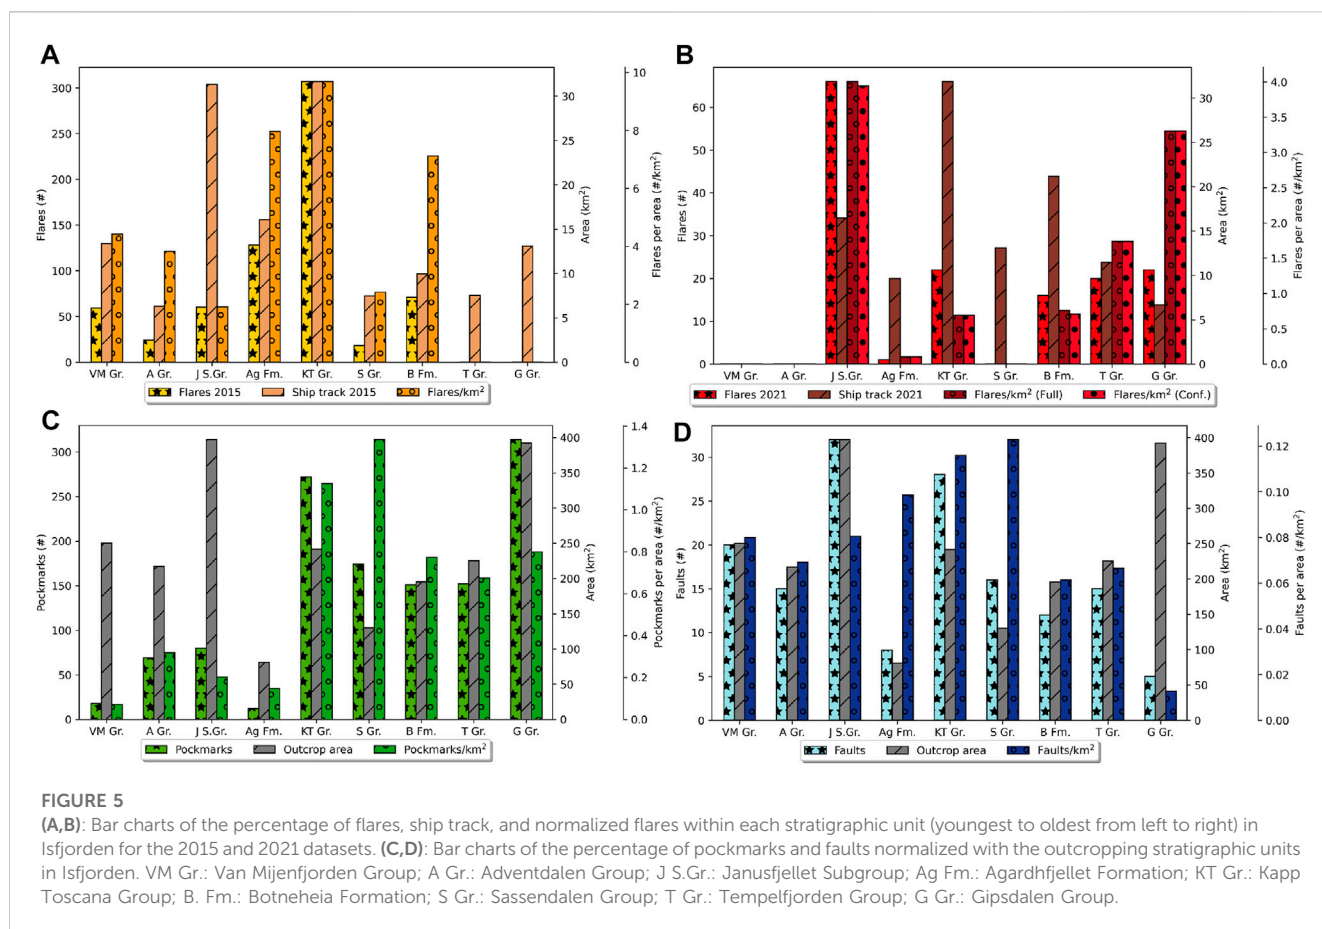 A
Flares (#)
300
250
200
150
100
50
0
VM Gr.
A Gr.
J S.Gr.
Ag Fm.
KT Gr.
S Gr.
B Fm.
T Gr.
G Gr.
30
25
20
15
10
5
0
Area (km²)
10
8
6
4
2
0
Flares per area (#/km²)
Flares 2015
Ship track 2015
Flares/km²
B
Flares (#)
60
50
40
30
20
10
0
VM Gr.
A Gr.
J S.Gr.
Ag Fm.
KT Gr.
S Gr.
B Fm.
T Gr.
G Gr.
30
25
20
15
10
5
0
Area (km²)
4.0
3.5
3.0
2.5
2.0
1.5
1.0
0.5
0.0
Flares per area (#/km²)
Flares 2021
Ship track 2021
Flares/km² (Full)
Flares/km² (Conf.)
C
Pockmarks (#)
300
250
200
150
100
50
0
VM Gr.
A Gr.
J S.Gr.
Ag Fm.
KT Gr.
S Gr.
B Fm.
T Gr.
G Gr.
400
350
300
250
200
150
100
50
0
Area (km²)
1.4
1.2
1.0
0.8
0.6
0.4
0.2
0.0
Pockmarks per area (#/km²)
Pockmarks
Outcrop area
Pockmarks/km²
D
Faults (#)
30
25
20
15
10
5
0
VM Gr.
A Gr.
J S.Gr.
Ag Fm.
KT Gr.
S Gr.
B Fm.
T Gr.
G Gr.
400
350
300
250
200
150
100
50
0
Area (km²)
0.12
0.10
0.08
0.06
0.04
0.02
0.00
Faults per area (#/km²)
Faults
Outcrop area
Faults/km²
FIGURE 5
(A,B): Bar charts of the percentage of flares, ship track, and normalized flares within each stratigraphic unit (youngest to oldest from left to right) in
Isfjorden for the 2015 and 2021 datasets. (C,D): Bar charts of the percentage of pockmarks and faults normalized with the outcropping stratigraphic units
in Isfjorden. VM Gr.: Van Mijenfjorden Group; A Gr.: Adventdalen Group; J S.Gr.: Janusfjellet Subgroup; Ag Fm.: Agardhfjellet Formation; KT Gr.: Kapp
Toscana Group; B. Fm.: Botneheia Formation; S Gr.: Sassendalen Group; T Gr.: Tempelfjorden Group; G Gr.: Gipsdalen Group.